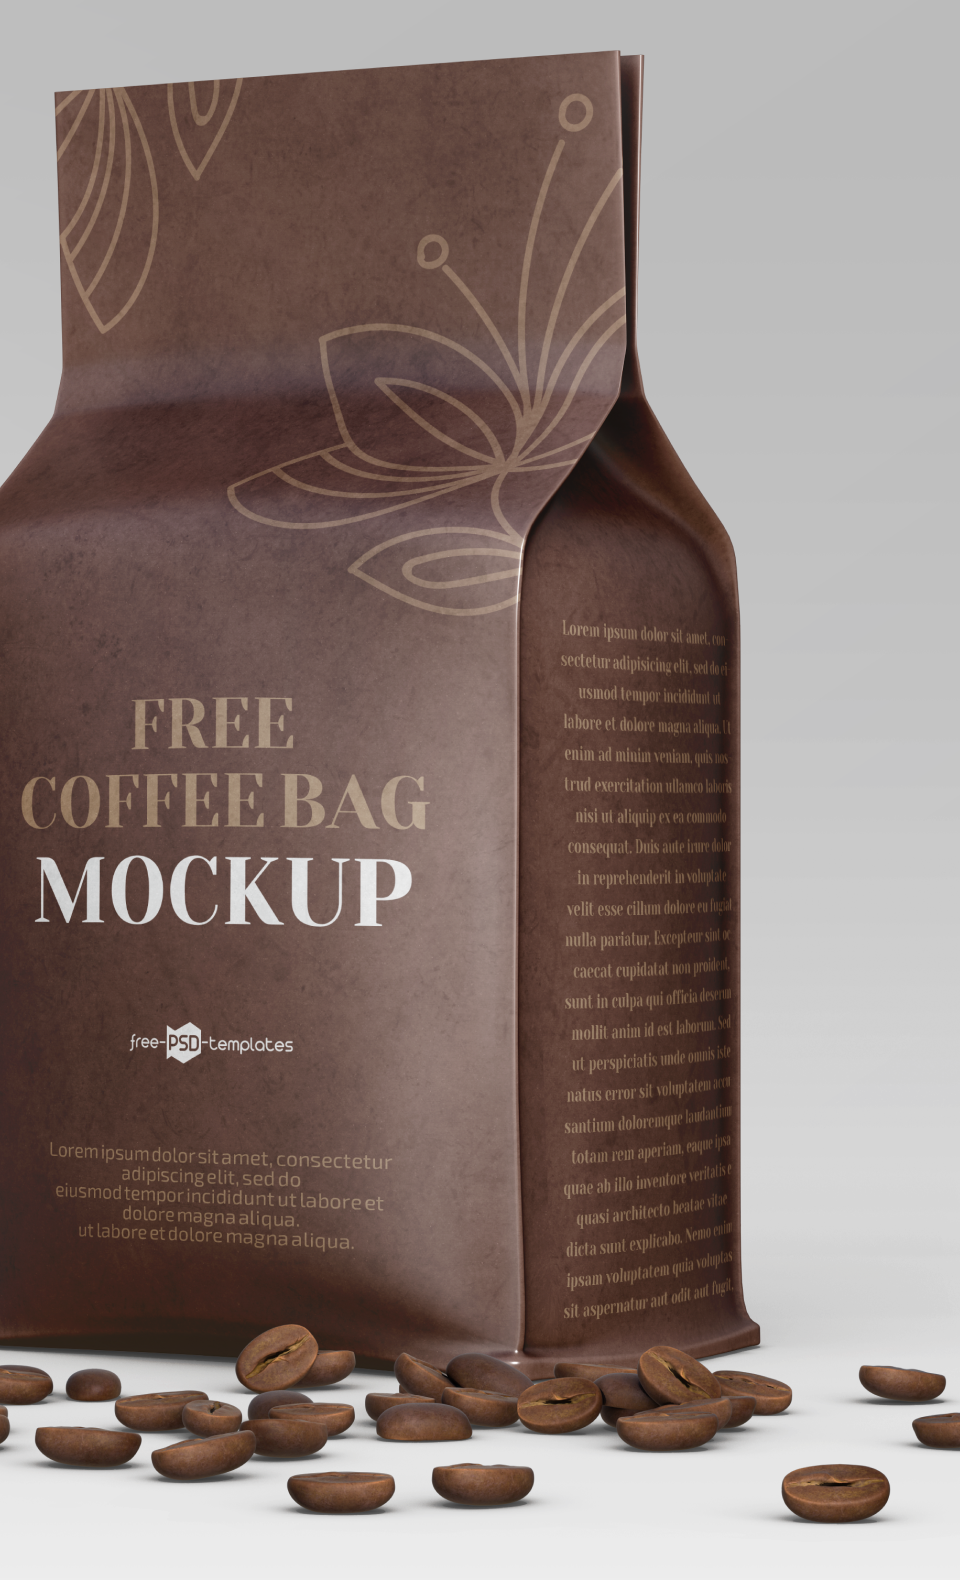 FREE
COFFEE BAG
MOCKUP
free-PSD-templates
Lorem ipsum dolor sit amet, consectetur
adipiscing elit, sed do
eiusmod tempor incididunt ut labore et
dolore magna aliqua.
ut labore et dolore magna aliqua.
Lorem ipsum dolor sit amet, con
sectetur adipisicing elit, sed do ei
usmod tempor incididunt ut
labore et dolore magna aliqua. Ut
enim ad minim veniam, quis nos
trud exercitation ullamco laboris
nisi ut aliquip ex ea commodo
consequat. Duis aute irure dolor
in reprehenderit in voluptate
velit esse cillum dolore eu fugiat
nulla pariatur. Excepteur sint oc
caecat cupidatat non proident,
sunt in culpa qui officia deserun
mollit anim id est laborum. Sed
ut perspiciatis unde omnis iste
natus error sit voluptatem accu
santium doloremque laudantium
totam rem aperiam, eaque ipsa
quae ab illo inventore veritatis e
quasi architecto beatae vitae
dicta sunt explicabo. Nemo enim
ipsam voluptatem quia voluptas
sit aspernatur aut odit aut fugit,